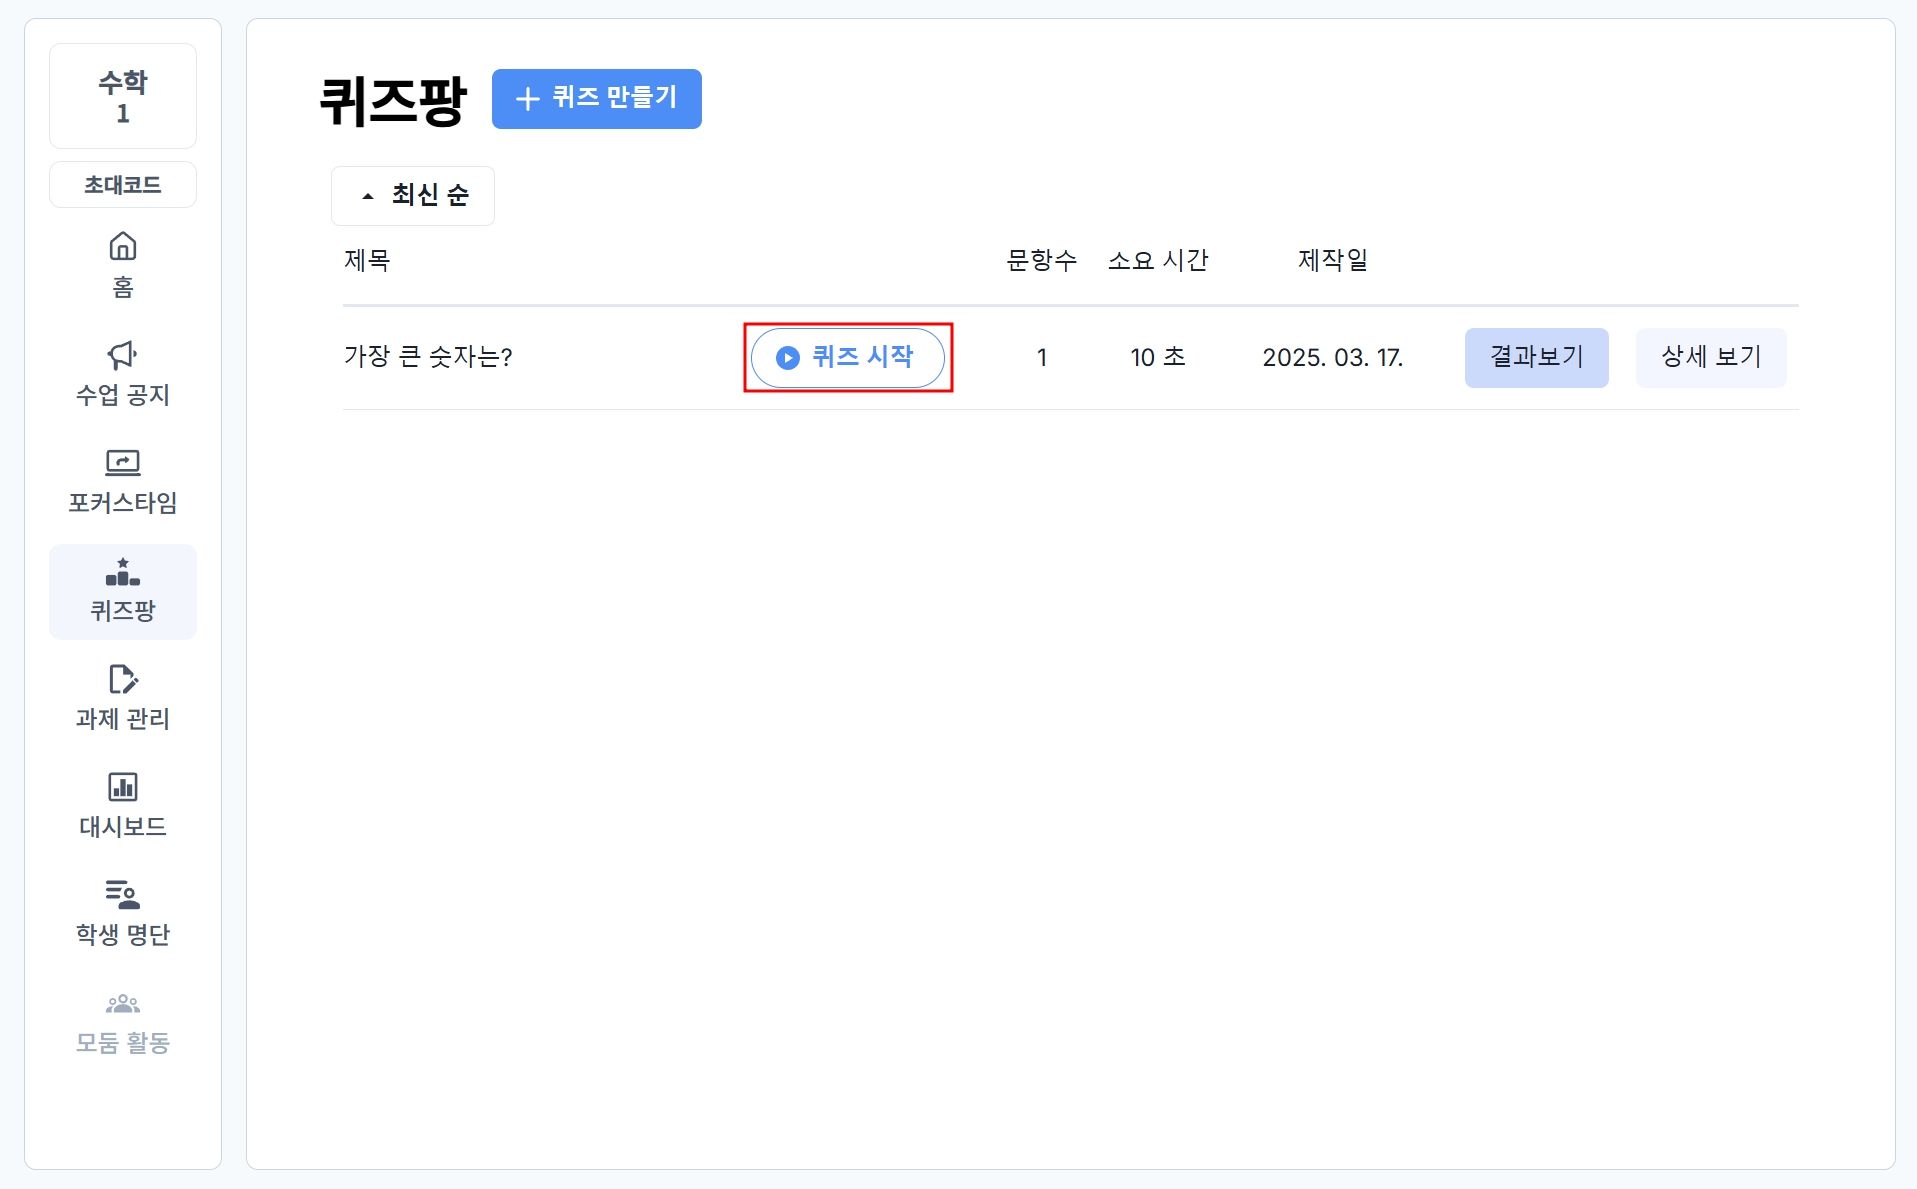 수학
1
초대코드
홈
수업 공지
포커스타임
퀴즈팡
과제 관리
대시보드
학생 명단
모둠 활동
퀴즈팡
퀴즈 만들기
최신 순
제목 문항수 소요 시간 제작일
가장 큰 숫자는? 퀴즈 시작 1 10 초 2025. 03. 17. 결과보기 상세 보기